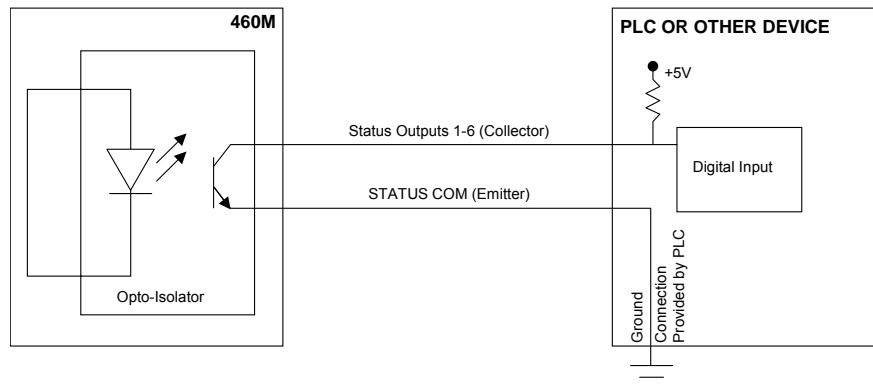 460M
PLC OR OTHER DEVICE
+5V
Status Outputs 1-6 (Collector)
Digital Input
STATUS COM (Emitter)
Opto-Isolator
Ground
Connection
Provided by PLC